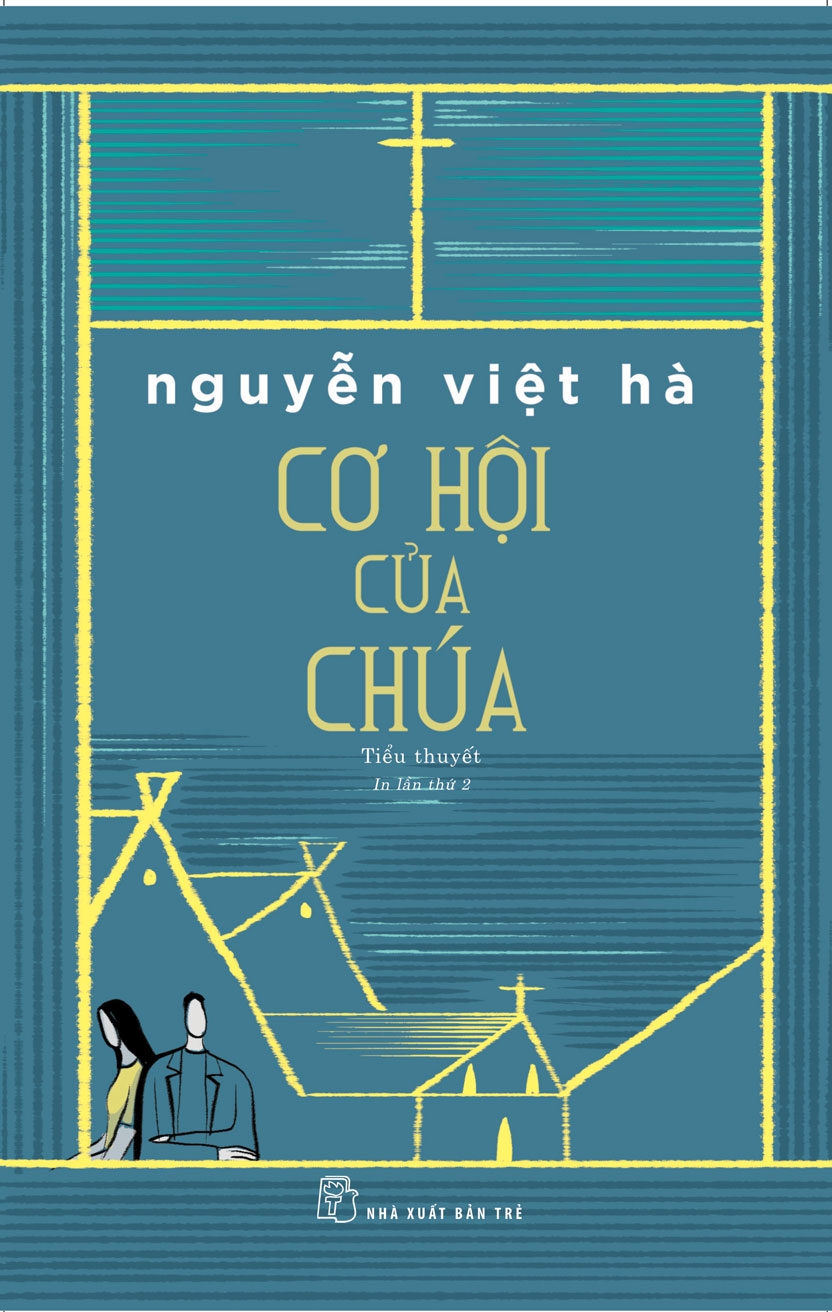 nguyễn việt hà
CƠ HỘI
CỦA
CHÚA
Tiểu thuyết
In lần thứ 2
NHÀ XUẤT BẢN TRẺ